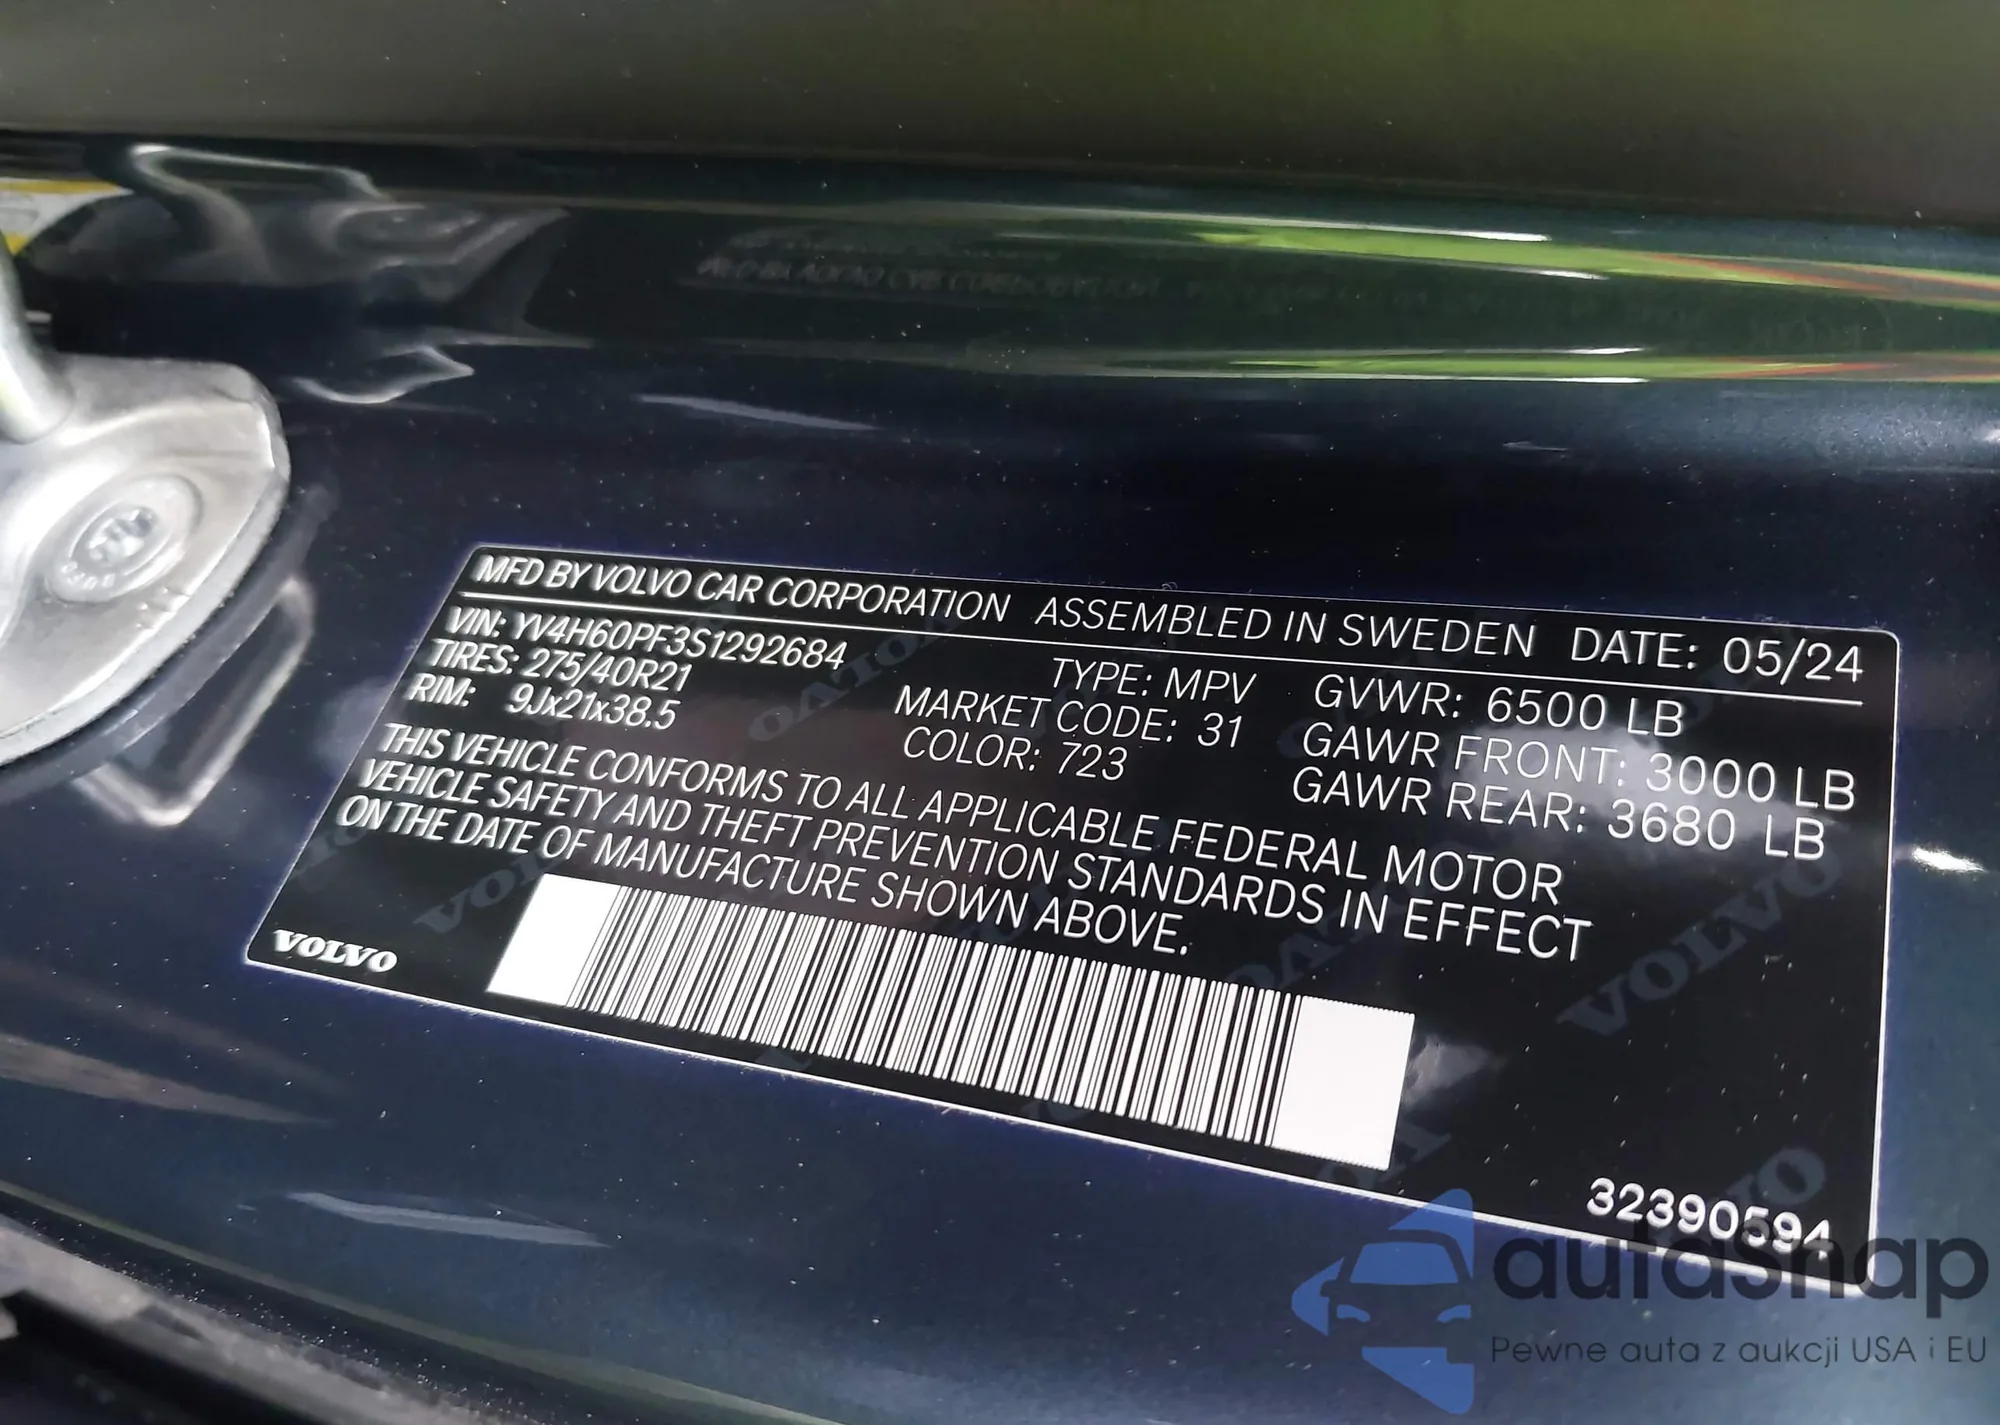 MFD BY VOLVO CAR CORPORATION ASSEMBLED IN SWEDEN DATE: 05/24
VIN: YV4H60PF3S1292684
TIRES: 275/40R21
RIM: 9Jx21x38.5
TYPE: MPV
MARKET CODE: 31
COLOR: 723
GVWR: 6500 LB
GAWR FRONT: 3000 LB
GAWR REAR: 3680 LB
THIS VEHICLE CONFORMS TO ALL APPLICABLE FEDERAL MOTOR
VEHICLE SAFETY AND THEFT PREVENTION STANDARDS IN EFFECT
ON THE DATE OF MANUFACTURE SHOWN ABOVE.
VOLVO
32390594
autasnap
Pewne auta z aukcji USA i EU